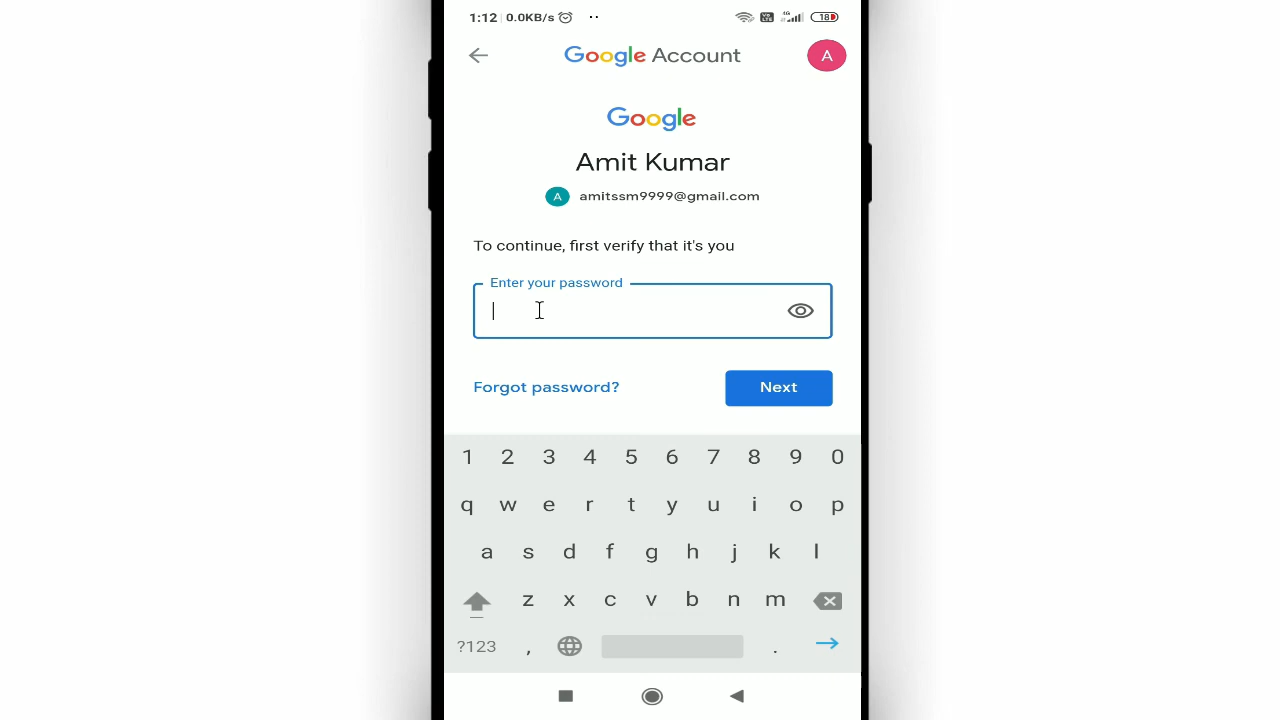 1:12 0.0KB/s 18
Google Account A
Google
Amit Kumar
A amitssm9999@gmail.com
To continue, first verify that it's you
Enter your password
Forgot password? Next
1 2 3 4 5 6 7 8 9 0
q w e r t y u i o p
a s d f g h j k l
z x c v b n m
?123 , .